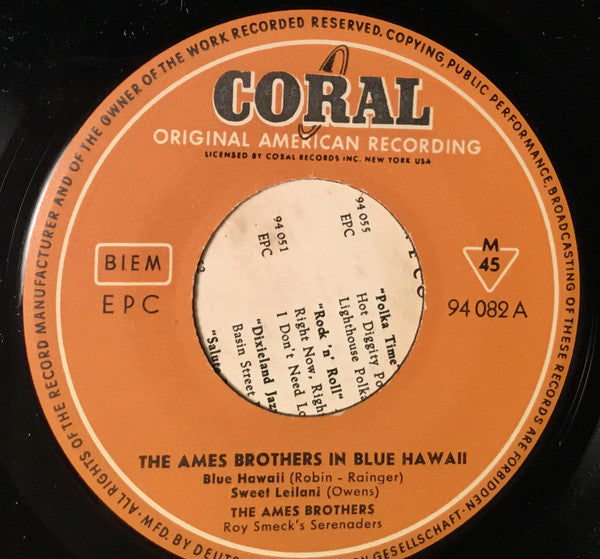 ALL RIGHTS OF THE RECORD MANUFACTURER AND OF THE OWNER OF THE WORK RECORDED RESERVED. COPYING, PUBLIC PERFORMANCE, BROADCASTING OF THESE RECORDS ARE FORBIDDEN
CORAL
ORIGINAL AMERICAN RECORDING
LICENSED BY CORAL RECORDS INC. NEW YORK USA
BIEM
EPC
M
45
94 082 A
94 055
EPC
94 051
EPC
"Polka Time
Hot Diggity Po
Lighthouse Polka
"Rock 'n' Roll"
Right Now, Righ
I Don't Need Lo
"Dixieland Jaz
Basin Street
"Salute
THE AMES BROTHERS IN BLUE HAWAII
Blue Hawaii (Robin - Rainger)
Sweet Leilani (Owens)
THE AMES BROTHERS
Roy Smeck's Serenaders
MFD. BY DEUT
EN GESELLSCHAFT